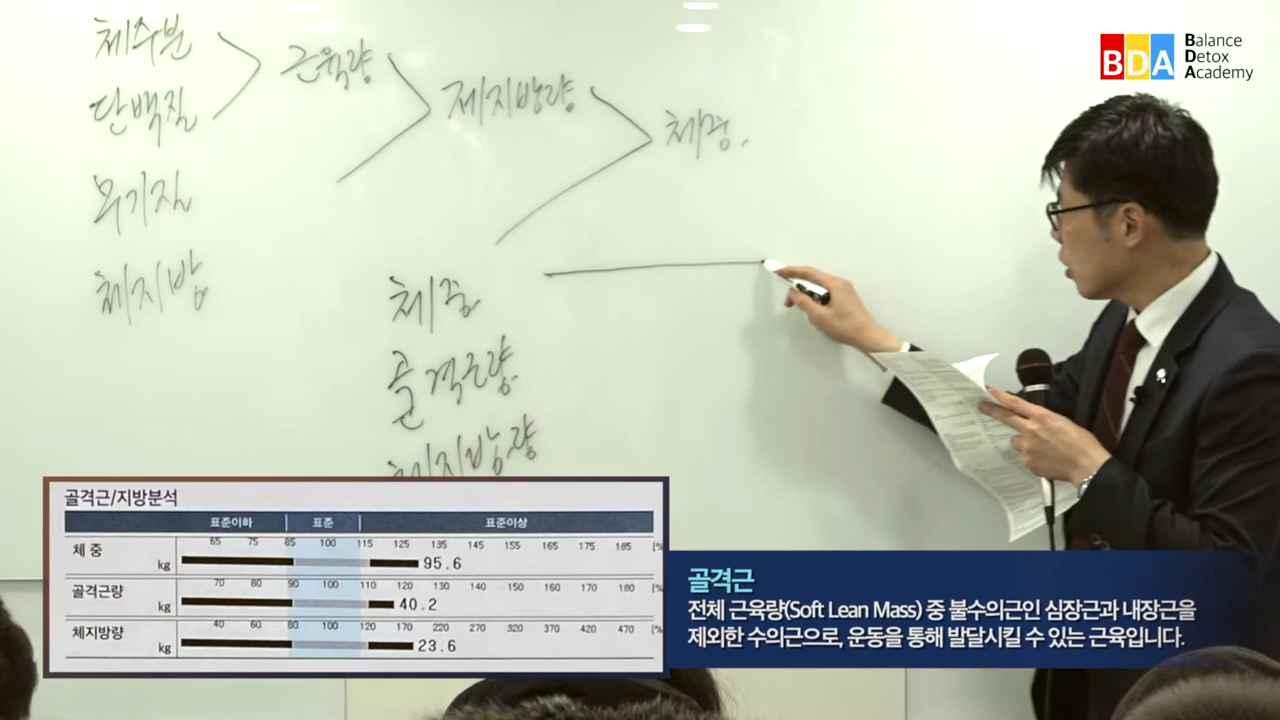 체수분
단백질
무기질
체지방
근육량
제지방량
체중
골격근량
체지방량
BDA
Balance
Detox
Academy
골격근/지방분석
표준이하 표준 표준이상
체 중 kg 55 75 85 100 115 125 135 145 155 165 175 185 [%
95.6
골격근량 kg 70 80 90 100 110 120 130 140 150 160 170 180 [%
40.2
체지방량 kg 40 60 80 100 120 170 220 270 320 370 420 470 [%
23.6
골격근
전체 근육량(Soft Lean Mass) 중 불수의근인 심장근과 내장근을
제외한 수의근으로, 운동을 통해 발달시킬 수 있는 근육입니다.